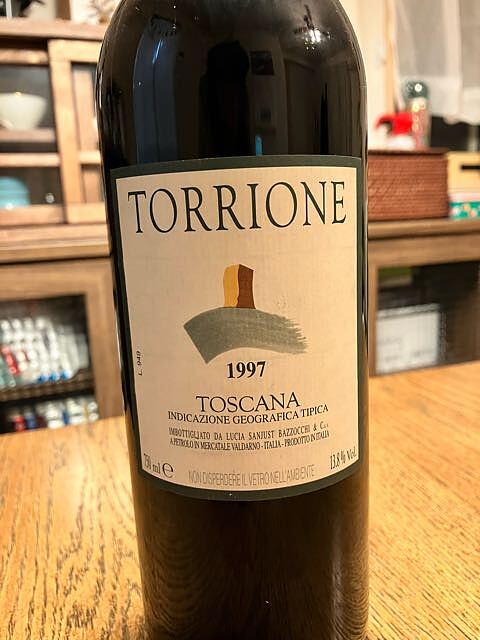 TORRIONE
1997
TOSCANA
INDICAZIONE GEOGRAFICA TIPICA
IMBOTTIGLIATO DA LUCIA SANJUST BAZZOCCHI & C. s.s
A PETROLO IN MERCATALE VALDARNO - ITALIA - PRODOTTO IN ITALIA
750 ml ℮
13,8 % Vol.
NON DISPERDERE IL VETRO NELL'AMBIENTE
L. 949